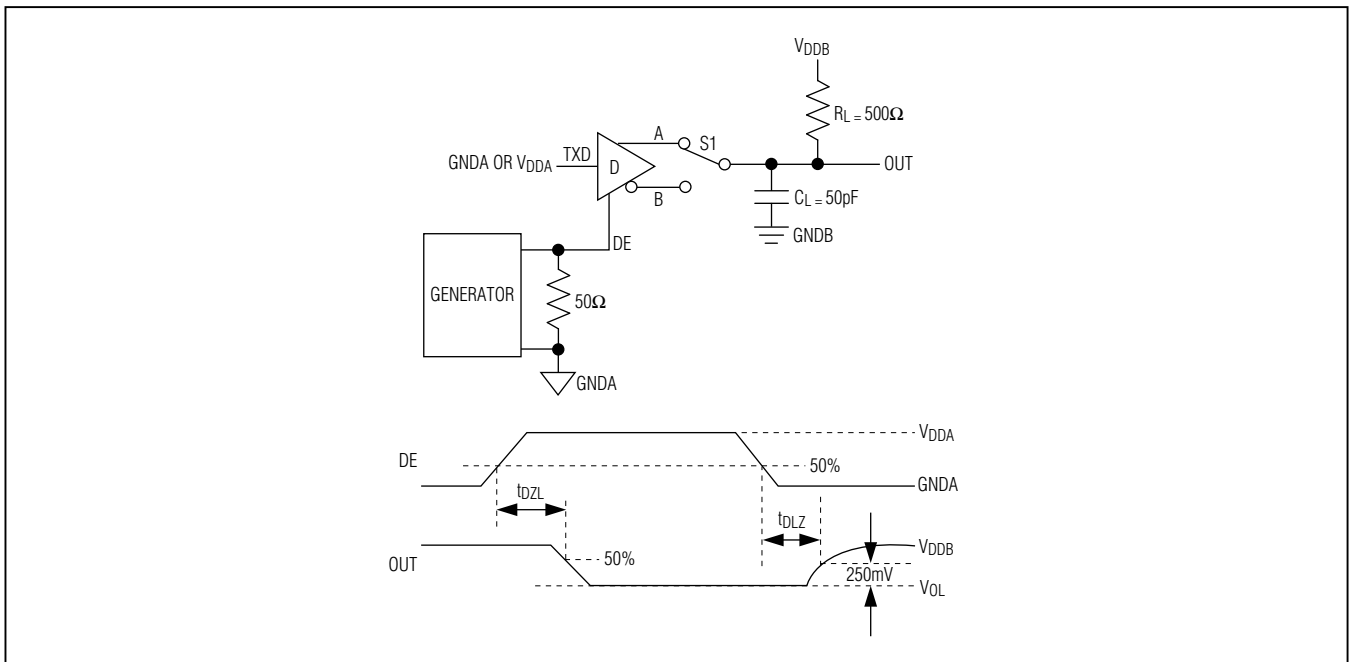 VDDB
RL = 500Ω
A
S1
GNDA OR VDDA
TXD
D
OUT
B
CL = 50pF
GNDB
DE
GENERATOR
50Ω
GNDA
VDDA
DE
50%
GNDA
tDZL
tDLZ
VDDB
OUT
50%
250mV
VOL